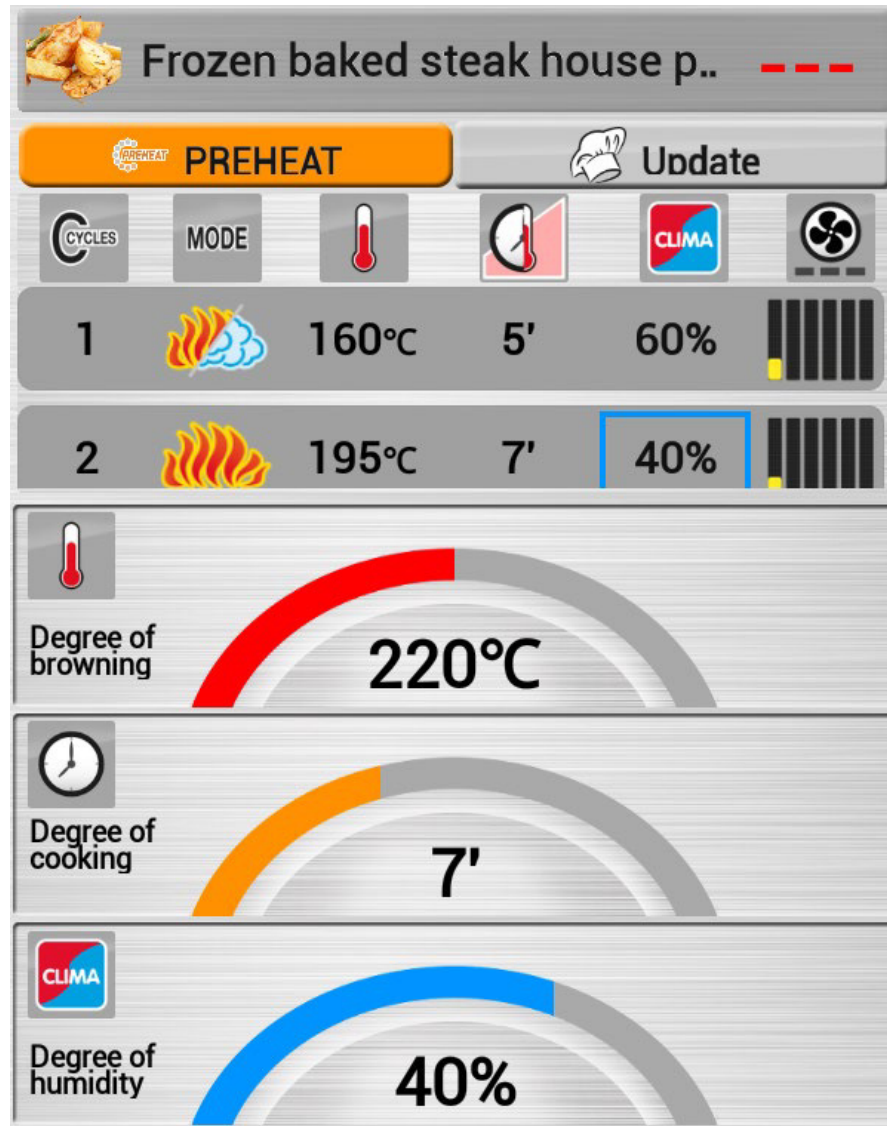 Frozen baked steak house p.. ---
PREHEAT PREHEAT Update
CYCLES MODE CLIMA
1 160°C 5' 60%
2 195°C 7' 40%
Degree of
browning
220°C
Degree of
cooking
7'
CLIMA
Degree of
humidity
40%